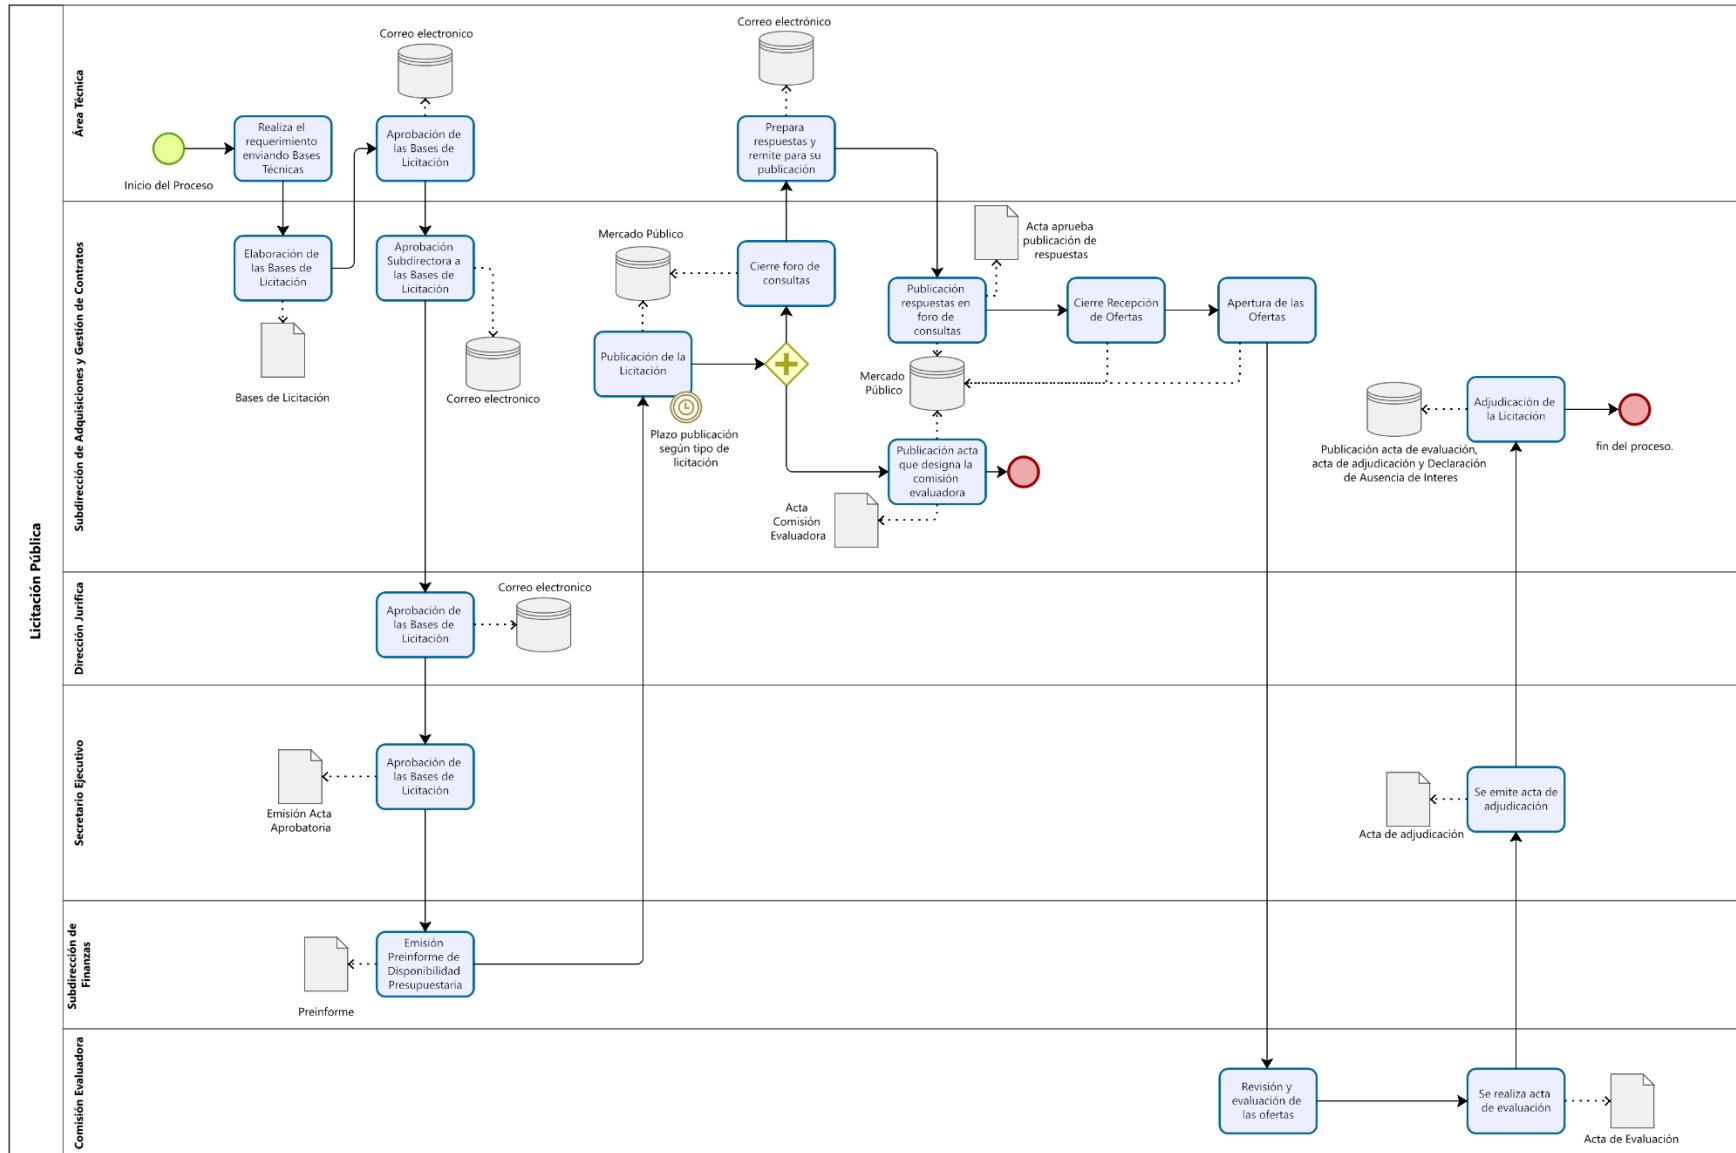 Licitación Pública
Área Técnica
Correo electronico
Correo electrónico
Inicio del Proceso
Realiza el
requerimiento
enviando Bases
Técnicas
Aprobación de
las Bases de
Licitación
Prepara
respuestas y
remite para su
publicación
Subdirección de Adquisiciones y Gestión de Contratos
Elaboración de
las Bases de
Licitación
Bases de Licitación
Aprobación
Subdirectora a
las Bases de
Licitación
Correo electronico
Mercado Público
Publicación de la
Licitación
Plazo publicación
según tipo de
licitación
Cierre foro de
consultas
Acta aprueba
publicación de
respuestas
Publicación
respuestas en
foro de
consultas
Cierre Recepción
de Ofertas
Apertura de las
Ofertas
Mercado
Público
Publicación acta
que designa la
comisión
evaluadora
Acta
Comisión
Evaluadora
Adjudicación de
la Licitación
Publicación acta de evaluación,
acta de adjudicación y Declaración
de Ausencia de Interes
fin del proceso.
Dirección Jurifica
Aprobación de
las Bases de
Licitación
Correo electronico
Secretario Ejecutivo
Aprobación de
las Bases de
Licitación
Emisión Acta
Aprobatoria
Se emite acta de
adjudicación
Acta de adjudicación
Subdirección de
Finanzas
Emisión
Preinforme de
Disponibilidad
Presupuestaria
Preinforme
Comisión Evaluadora
Revisión y
evaluación de
las ofertas
Se realiza acta
de evaluación
Acta de Evaluación